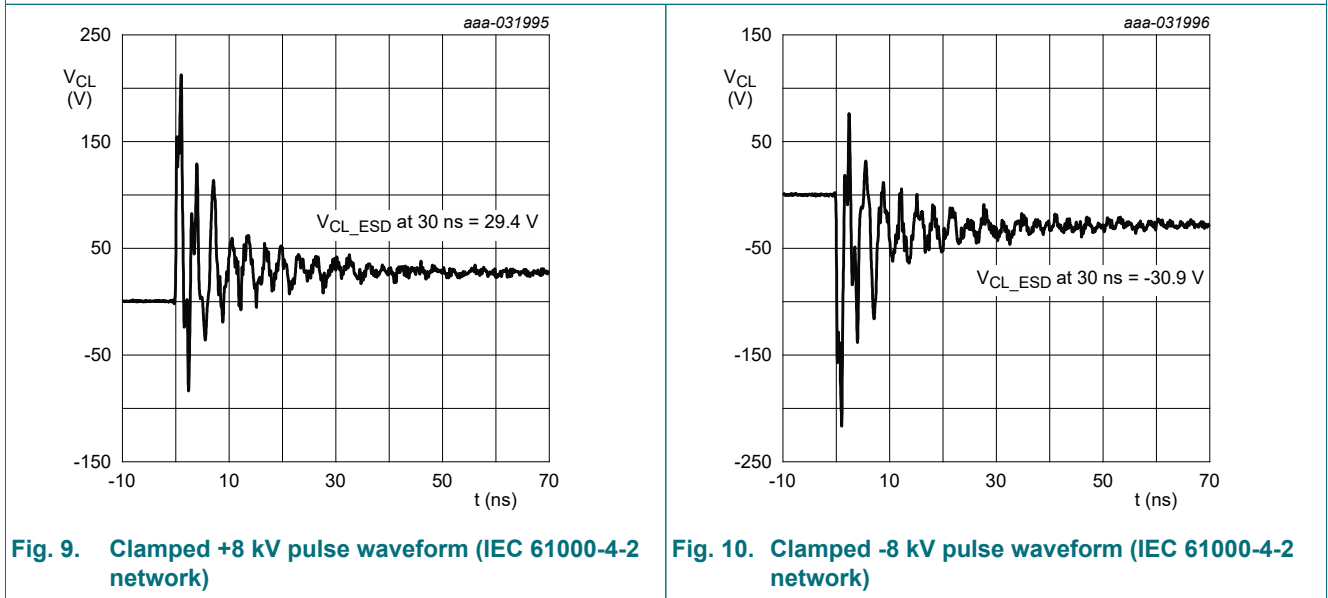 aaa-031995
250
V_CL
(V)
150
V_CL_ESD at 30 ns = 29.4 V
50
-50
-150
-10 10 30 50 70
t (ns)
Fig. 9. Clamped +8 kV pulse waveform (IEC 61000-4-2
network)
aaa-031996
150
V_CL
(V)
50
-50
V_CL_ESD at 30 ns = -30.9 V
-150
-250
-10 10 30 50 70
t (ns)
Fig. 10. Clamped -8 kV pulse waveform (IEC 61000-4-2
network)